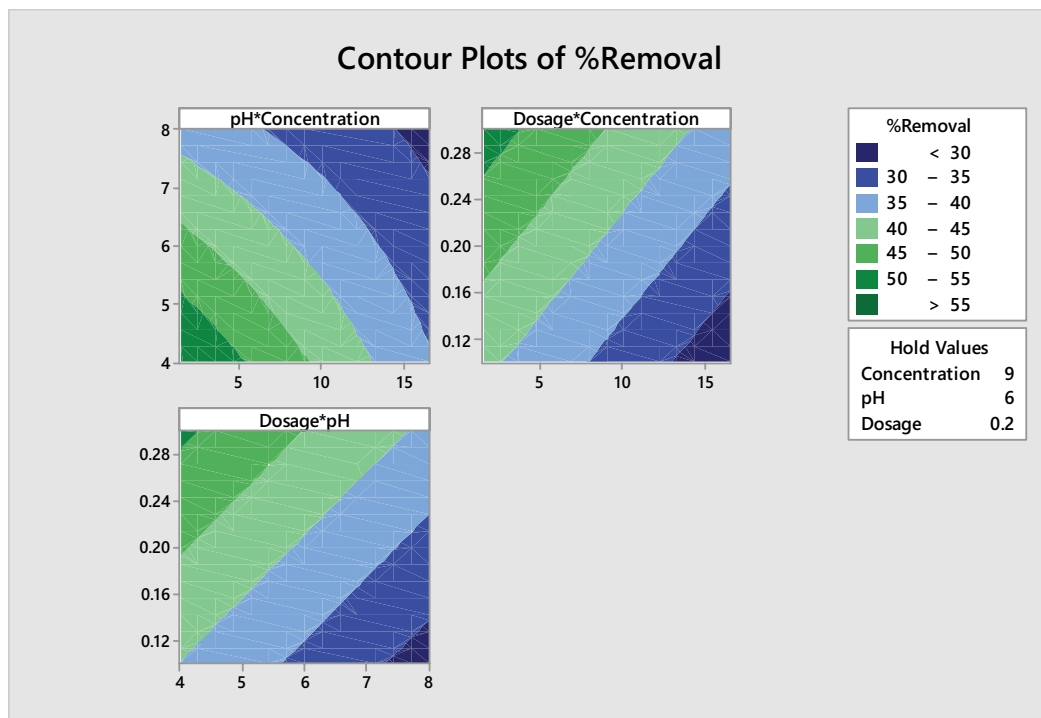 Contour Plots of %Removal
pH*Concentration
8
7
6
5
4
5 10 15
Dosage*Concentration
0.28
0.24
0.20
0.16
0.12
5 10 15
Dosage*pH
0.28
0.24
0.20
0.16
0.12
4 5 6 7 8
%Removal
< 30
30 – 35
35 – 40
40 – 45
45 – 50
50 – 55
> 55
Hold Values
Concentration 9
pH 6
Dosage 0.2